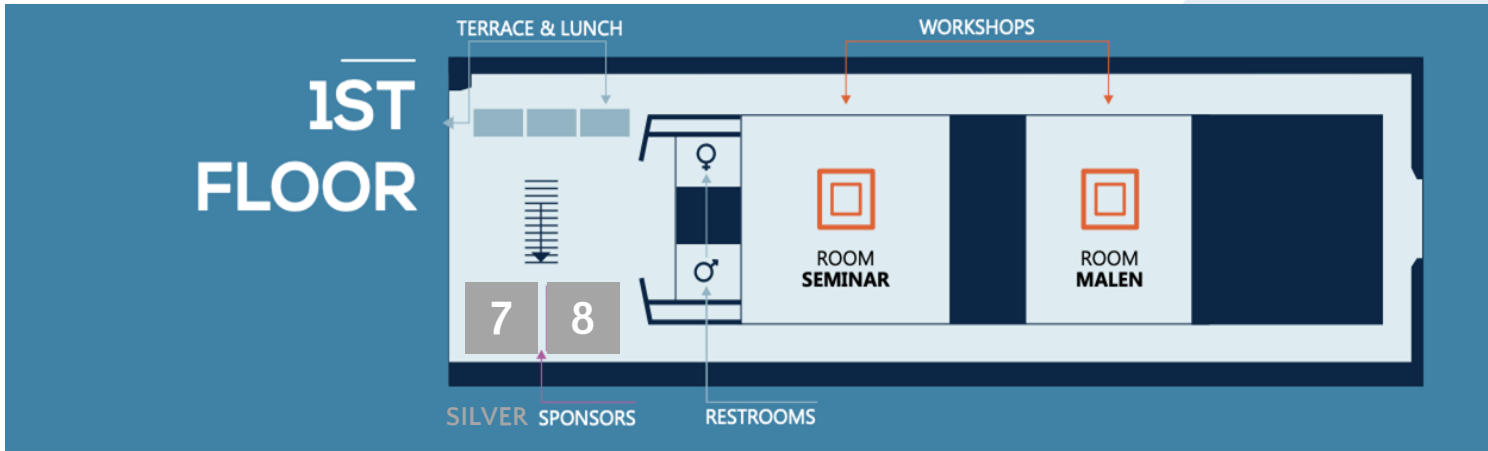 TERRACE & LUNCH
WORKSHOPS
1ST
FLOOR
ROOM
SEMINAR
ROOM
MALEN
7
8
SILVER SPONSORS
RESTROOMS